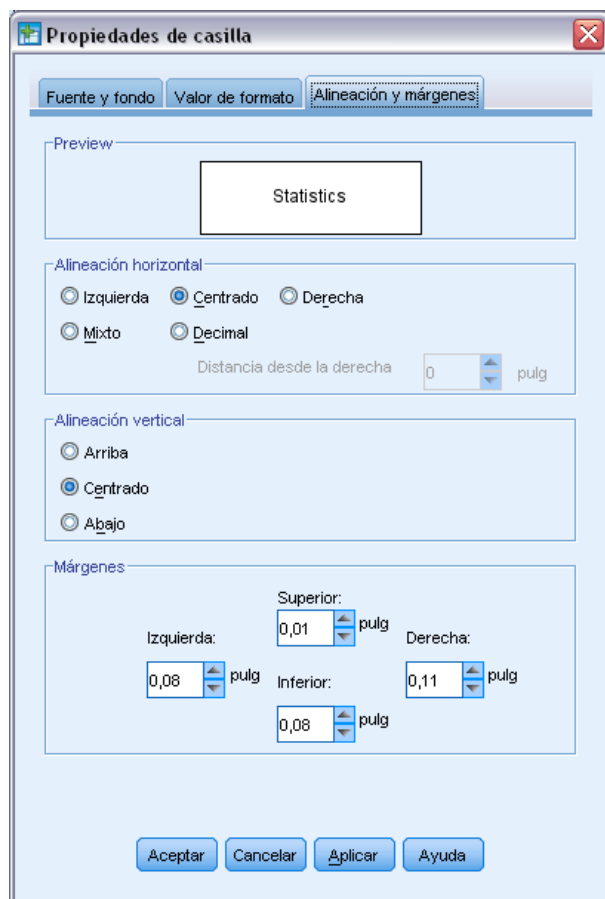 Propiedades de casilla
Fuente y fondo Valor de formato Alineación y márgenes
Preview
Statistics
Alineación horizontal
Izquierda Centrado Derecha
Mixto Decimal
Distancia desde la derecha 0 pulg
Alineación vertical
Arriba
Centrado
Abajo
Márgenes
Superior:
0,01 pulg
Izquierda:
0,08 pulg
Derecha:
0,11 pulg
Inferior:
0,08 pulg
Aceptar Cancelar Aplicar Ayuda